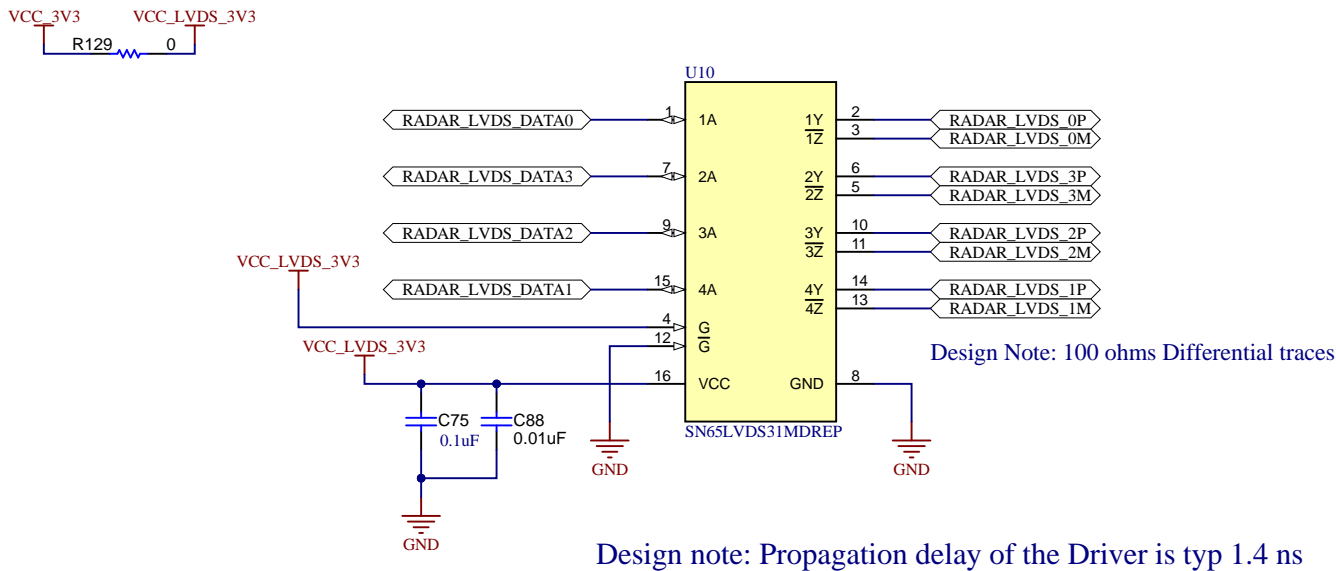 VCC_3V3 VCC_LVDS_3V3
R129 0
U10
RADAR_LVDS_DATA0 1 1A 1Y 2 RADAR_LVDS_0P
1Z 3 RADAR_LVDS_0M
RADAR_LVDS_DATA3 7 2A 2Y 6 RADAR_LVDS_3P
2Z 5 RADAR_LVDS_3M
RADAR_LVDS_DATA2 9 3A 3Y 10 RADAR_LVDS_2P
3Z 11 RADAR_LVDS_2M
VCC_LVDS_3V3
RADAR_LVDS_DATA1 15 4A 4Y 14 RADAR_LVDS_1P
4Z 13 RADAR_LVDS_1M
4 G
12 G
VCC_LVDS_3V3
Design Note: 100 ohms Differential traces
16 VCC GND 8
C75 C88
0.1uF 0.01uF
SN65LVDS31MDREP
GND GND
GND
Design note: Propagation delay of the Driver is typ 1.4 ns